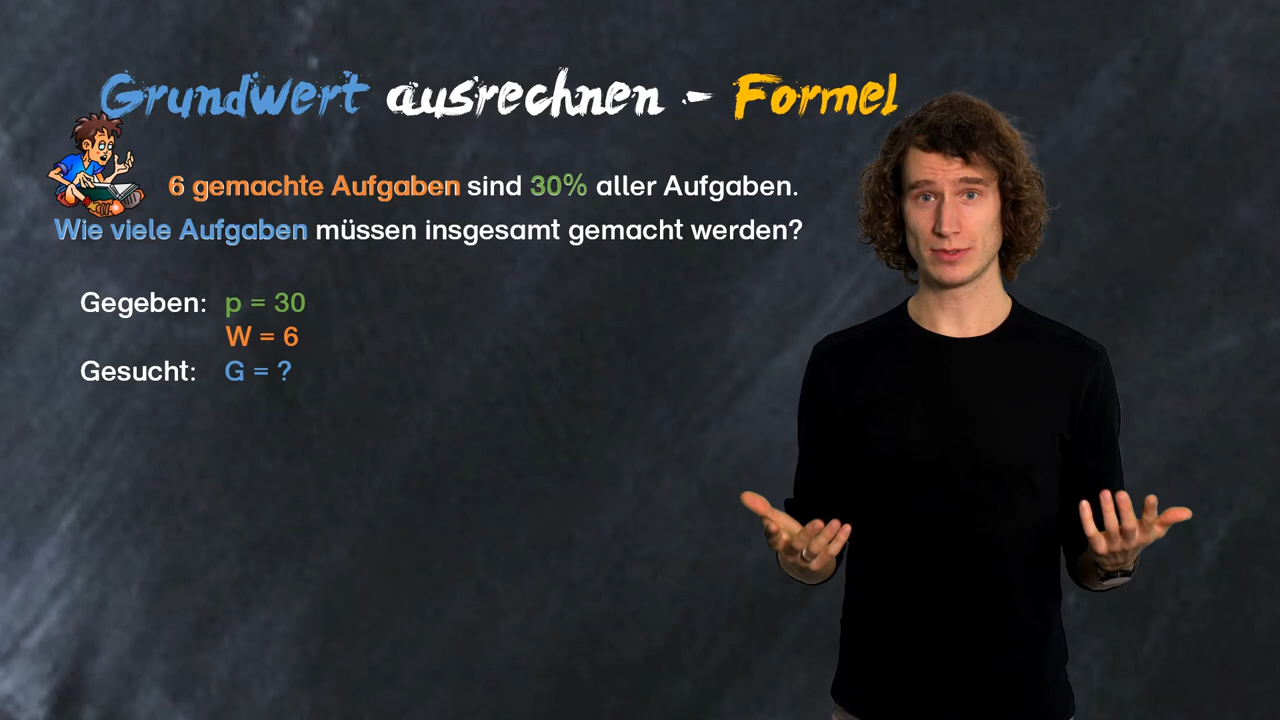 Grundwert ausrechnen - Formel
6 gemachte Aufgaben sind 30% aller Aufgaben.
Wie viele Aufgaben müssen insgesamt gemacht werden?
Gegeben: p = 30
W = 6
Gesucht: G = ?